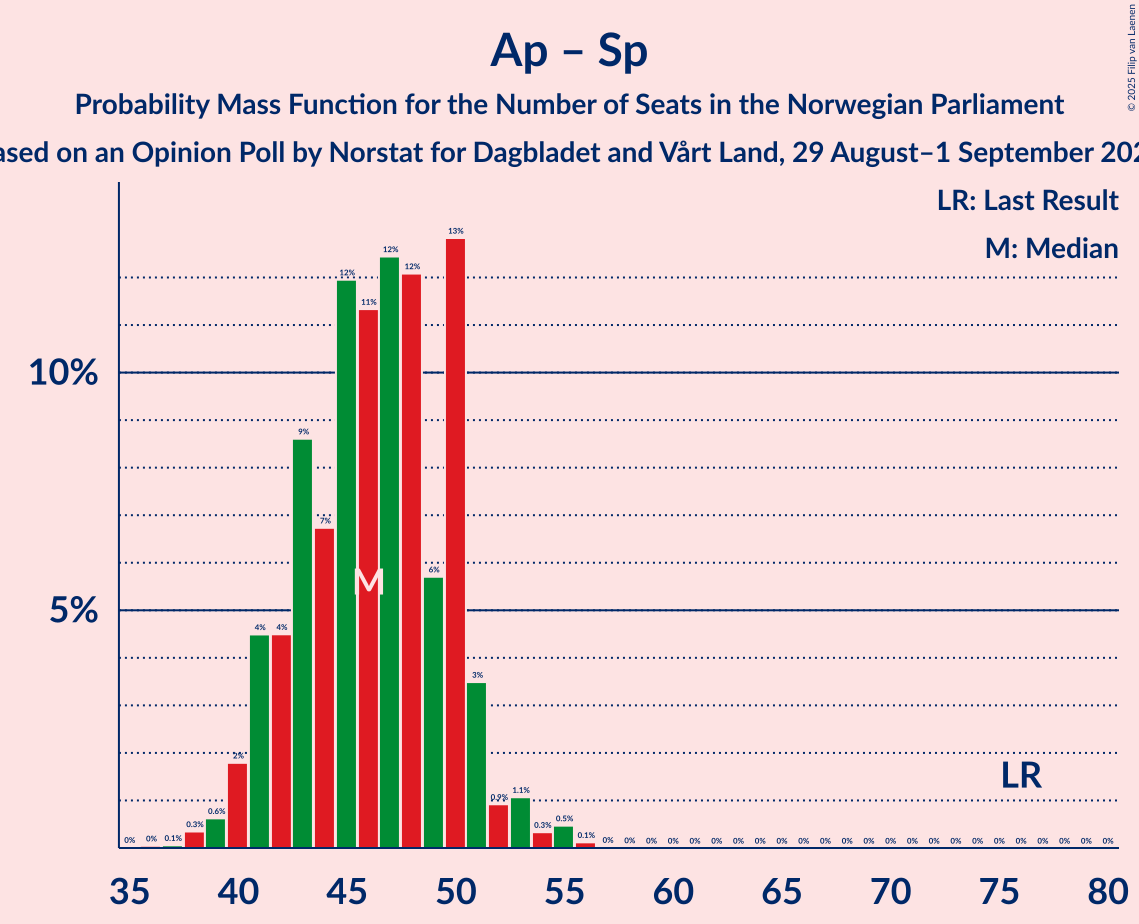 Ap – Sp
Probability Mass Function for the Number of Seats in the Norwegian Parliament
ased on an Opinion Poll by Norstat for Dagbladet and Vårt Land, 29 August–1 September 202
© 2025 Filip van Laenen
LR: Last Result
M: Median
10%
5%
0% 0% 0.1% 0.3% 0.6% 2% 4% 4% 9% 7% 12% 11% 12% 12% 6% 13% 3% 0.9% 1.1% 0.3% 0.5% 0.1% 0% 0% 0% 0% 0% 0% 0% 0% 0% 0% 0% 0% 0% 0% 0% 0% 0% 0% 0% 0% 0% 0% 0% 0%
M
LR
35 40 45 50 55 60 65 70 75 80